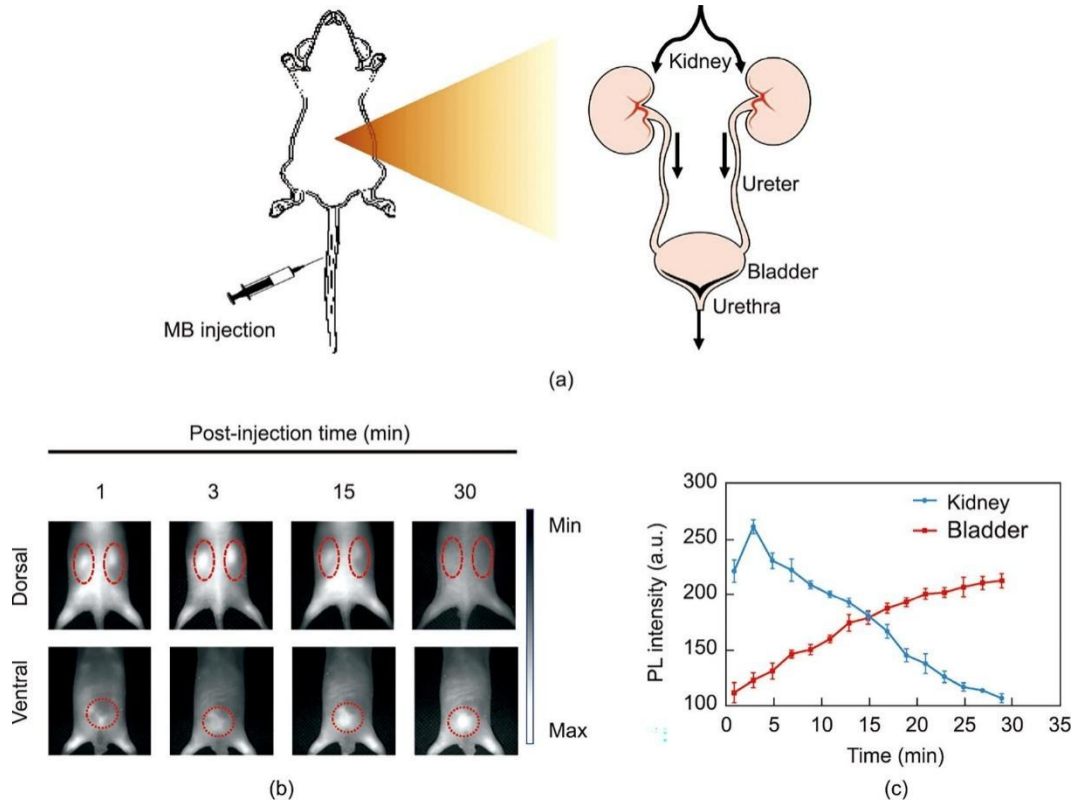 Kidney
Ureter
Bladder
Urethra
MB injection
(a)
Post-injection time (min)
1 3 15 30
Dorsal
Ventral
Min
Max
(b)
PL intensity (a.u.)
300
250
200
150
100
Kidney
Bladder
0 5 10 15 20 25 30 35
Time (min)
(c)